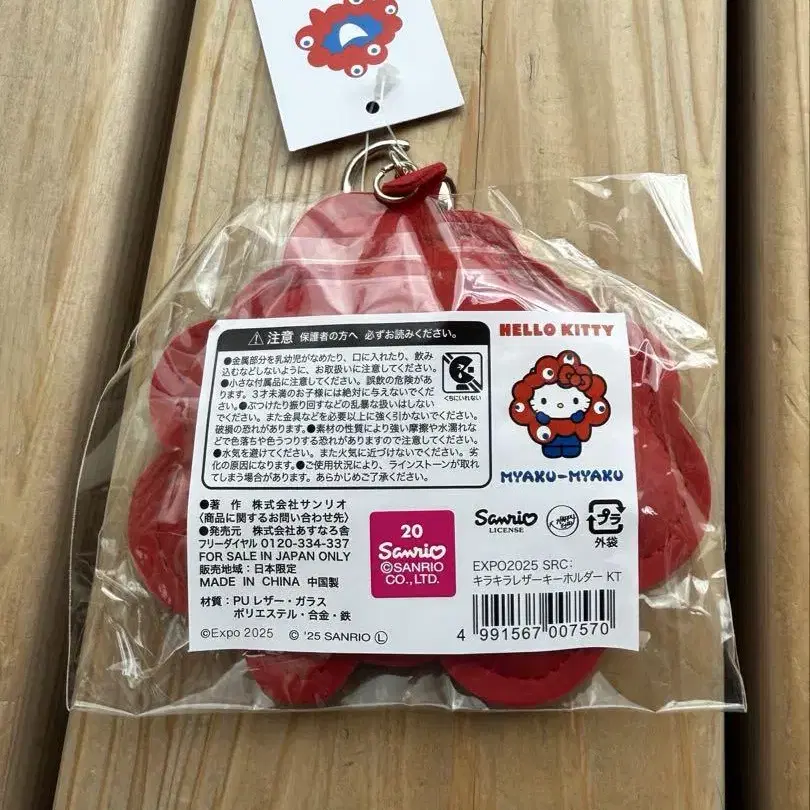 ⚠注意 保護者の方へ 必ずお読みください。
●金属部分を乳幼児がなめたり、口に入れたり、飲み
込むなどしないように、お取扱いに注意してください。
●小さな付属品に注意してください。誤飲の危険があ
ります。3才未満のお子様には絶対に与えないでくだ
さい。●ぶつけたり振り回すなどの乱暴な扱いはしない
でください。また金具などを必要以上に強く引かないでください。
破損の恐れがあります。●素材の性質により強い摩擦や水濡れな
どで色落ちや色うつりする恐れがありますので注意してください。
●水気を避けてください。また火気に近づけないでください。劣
化の原因になります。●ご使用状況により、ラインストーンが取れ
てしまう場合があります。あらかじめご了承ください。
くちにいれない
HELLO KITTY
MYAKU-MYAKU
●著 作 株式会社サンリオ
〈商品に関するお問い合わせ先〉
●発売元 株式会社あすなろ舎
フリーダイヤル 0120-334-337
FOR SALE IN JAPAN ONLY
販売地域：日本限定
MADE IN CHINA 中国製
材質：PUレザー・ガラス
ポリエステル・合金・鉄
©Expo 2025 © '25 SANRIO Ⓛ
20
Sanrio
©SANRIO
CO.,LTD.
Sanrio
LICENSE
プラ
外袋
EXPO2025 SRC：
キラキラレザーキーホルダー KT
4 991567 007570